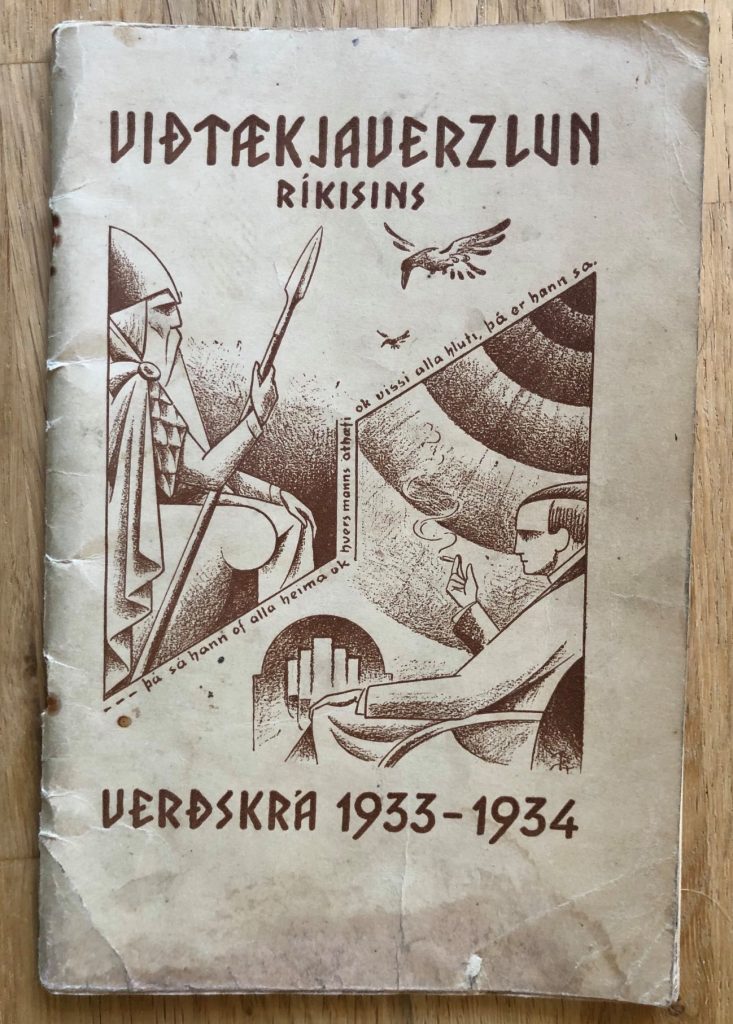 VIÐTÆKJAVERZLUN
RÍKISINS
--- þá sá hann of alla heima ok hvers manns athæfi ok vissi alla hluti, þá er hann sa.
VERÐSKRÁ 1933-1934